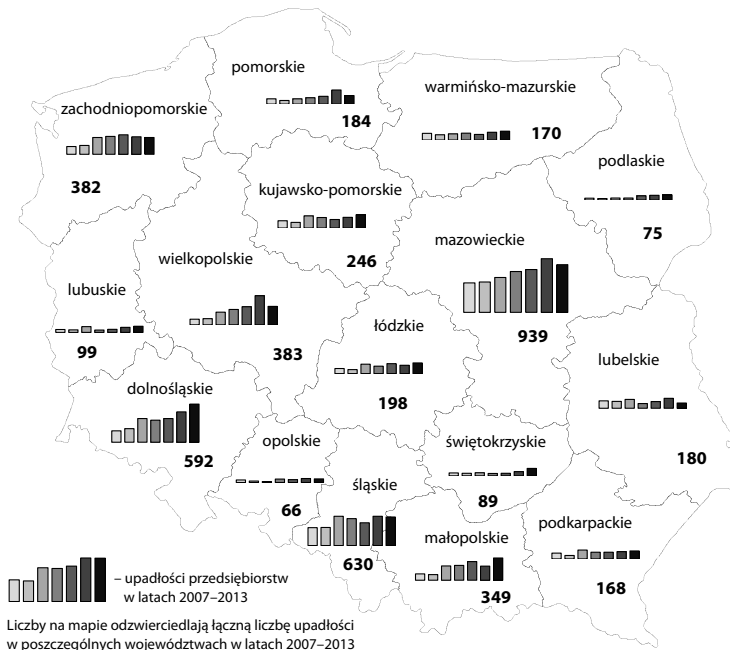 pomorskie
184
warmińsko-mazurskie
170
zachodniopomorskie
382
podlaskie
75
kujawsko-pomorskie
246
mazowieckie
939
wielkopolskie
383
lubuskie
99
łódzkie
198
lubelskie
180
dolnośląskie
592
opolskie
66
świętokrzyskie
89
śląskie
630
małopolskie
349
podkarpackie
168
– upadłości przedsiębiorstw
w latach 2007–2013
Liczby na mapie odzwierciedlają łączną liczbę upadłości
w poszczególnych województwach w latach 2007–2013